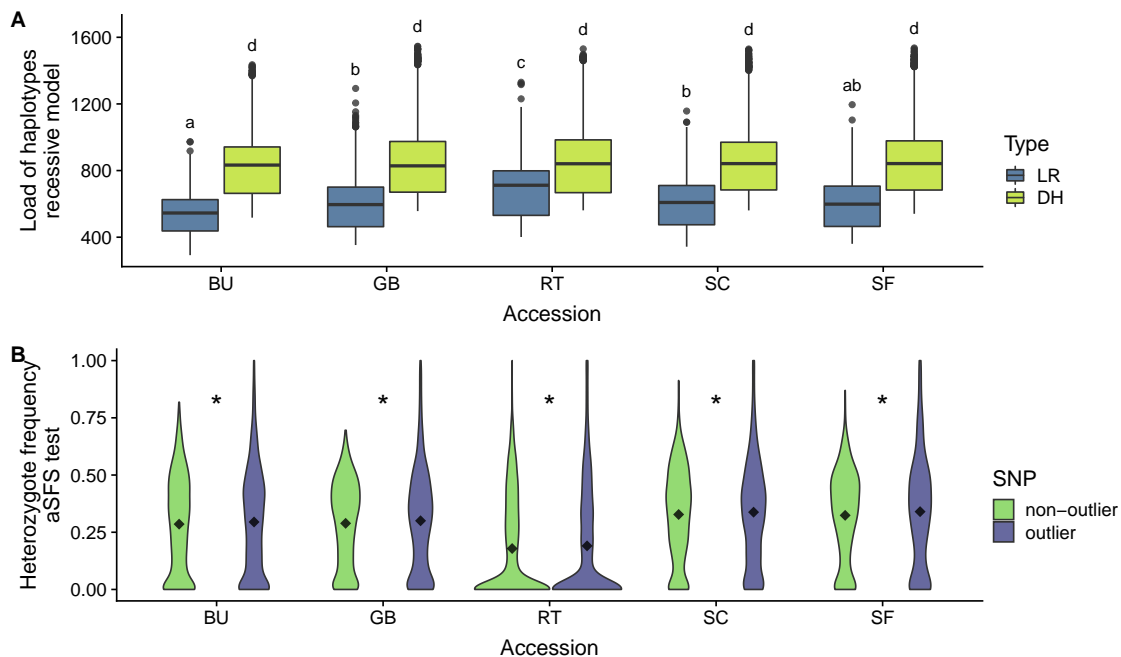 A
Load of haplotypes
recessive model
1600
1200
800
400
a
d
b
d
c
d
b
d
ab
d
BU
GB
RT
SC
SF
Accession
Type
LR
DH
B
Heterozygote frequency
aSFS test
1.00
0.75
0.50
0.25
0.00
*
*
*
*
*
BU
GB
RT
SC
SF
Accession
SNP
non−outlier
outlier